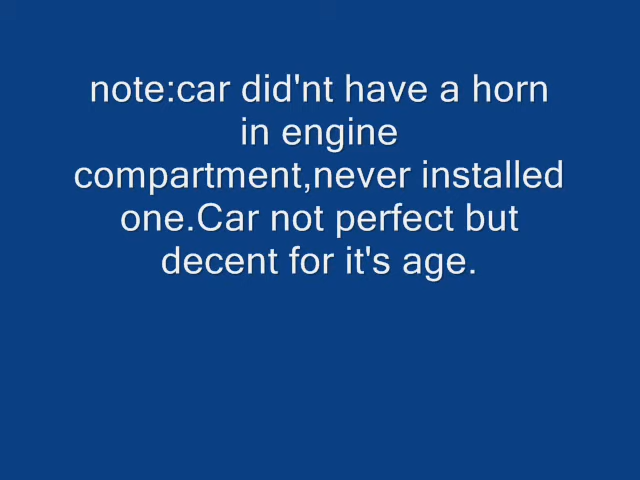 note:car did'nt have a horn
in engine
compartment,never installed
one.Car not perfect but
decent for it's age.